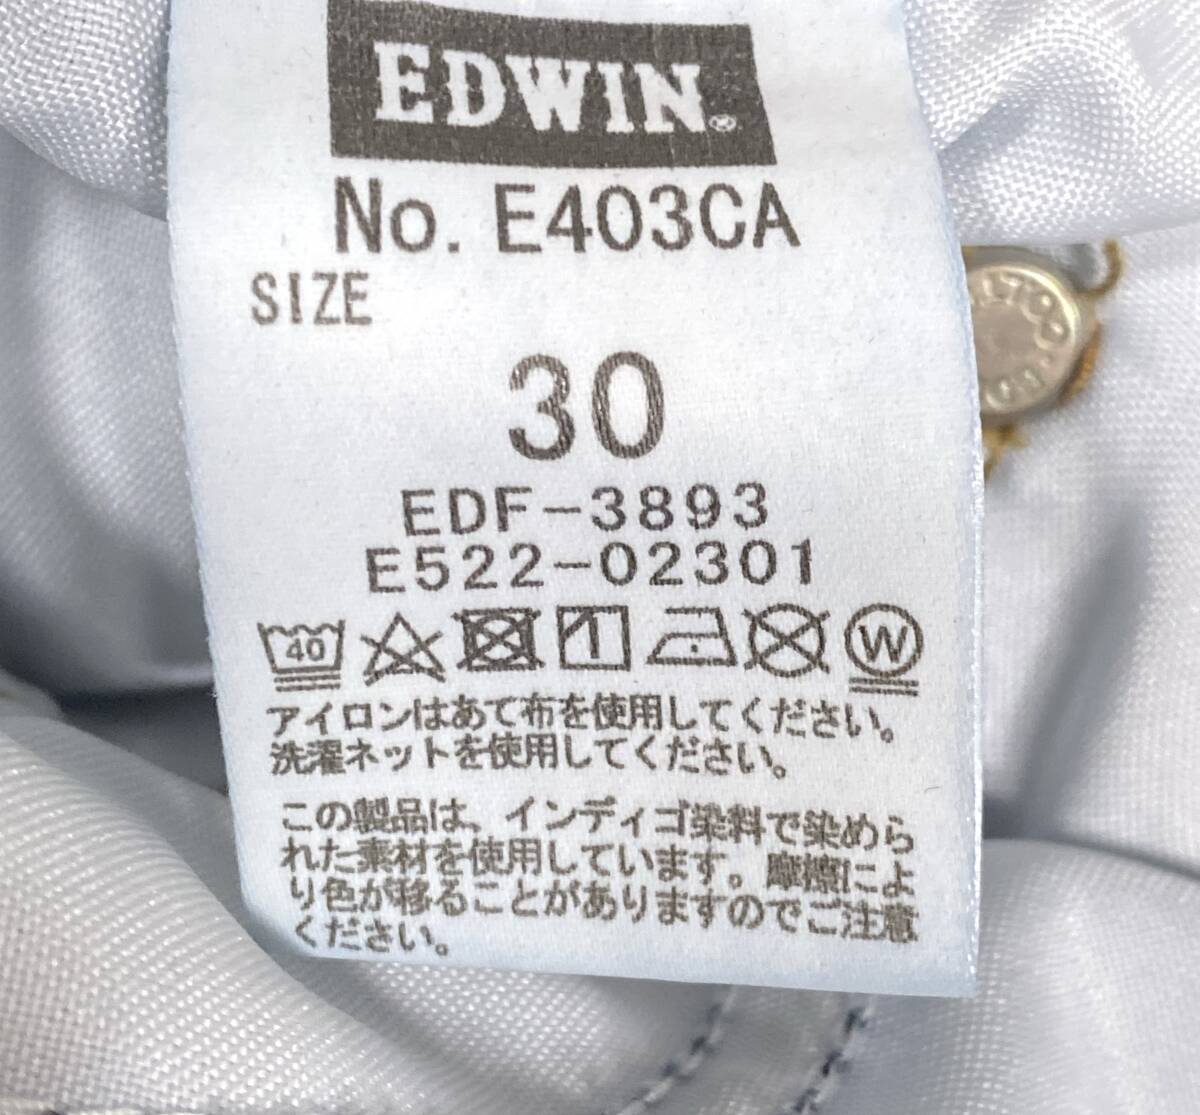 EDWIN
No. E403CA
SIZE
30
EDF-3893
E522-02301
40 1 W
アイロンはあて布を使用してください。
洗濯ネットを使用してください。
この製品は、インディゴ染料で染めら
れた素材を使用しています。摩擦によ
り色が移ることがありますのでご注意
ください。